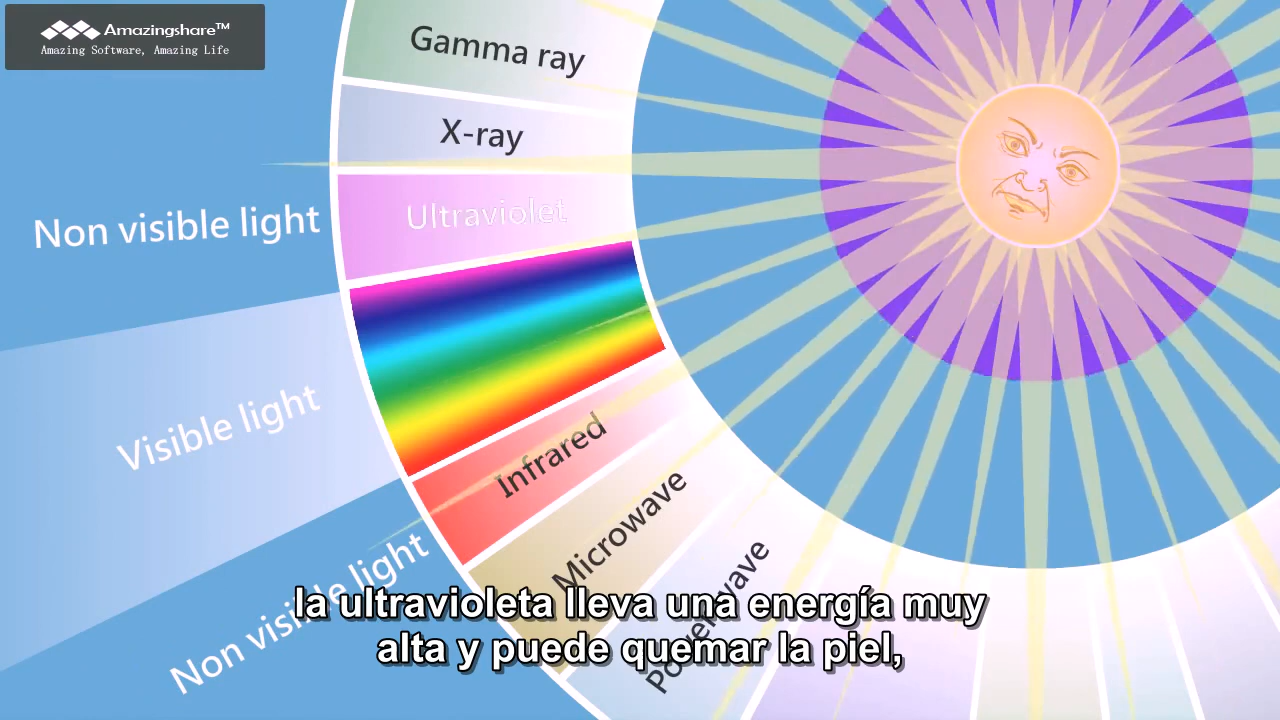 Amazingshare™
Amazing Software, Amazing Life
Gamma ray
X-ray
Ultraviolet
Non visible light
Visible light
Infrared
Microwave
Non visible light
la ultravioleta lleva una energía muy
alta y puede quemar la piel,